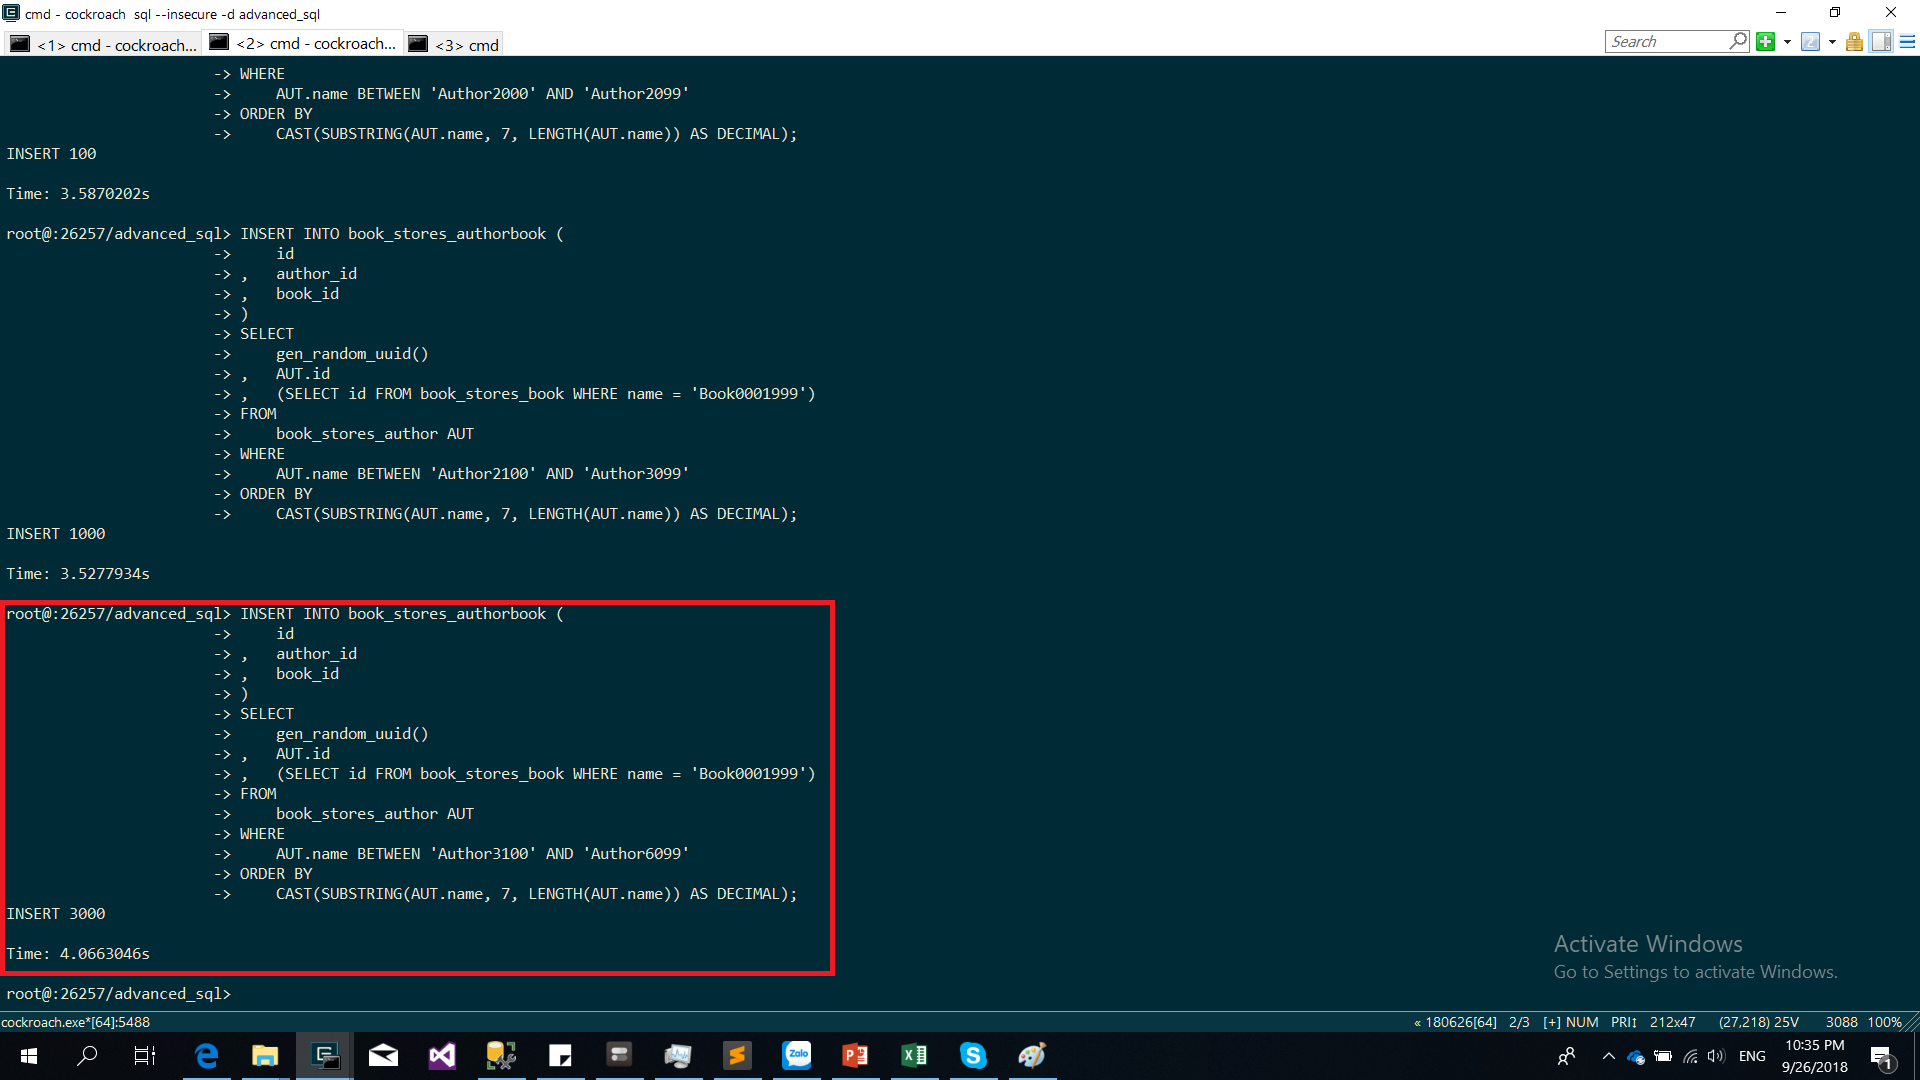 cmd - cockroach  sql --insecure -d advanced_sql
<1> cmd - cockroach... <2> cmd - cockroach... <3> cmd Search
-> WHERE
->     AUT.name BETWEEN 'Author2000' AND 'Author2099'
-> ORDER BY
->     CAST(SUBSTRING(AUT.name, 7, LENGTH(AUT.name)) AS DECIMAL);
INSERT 100
Time: 3.5870202s
root@:26257/advanced_sql> INSERT INTO book_stores_authorbook (
->     id
-> ,   author_id
-> ,   book_id
-> )
-> SELECT
->     gen_random_uuid()
-> ,   AUT.id
-> ,   (SELECT id FROM book_stores_book WHERE name = 'Book0001999')
-> FROM
->     book_stores_author AUT
-> WHERE
->     AUT.name BETWEEN 'Author2100' AND 'Author3099'
-> ORDER BY
->     CAST(SUBSTRING(AUT.name, 7, LENGTH(AUT.name)) AS DECIMAL);
INSERT 1000
Time: 3.5277934s
root@:26257/advanced_sql> INSERT INTO book_stores_authorbook (
->     id
-> ,   author_id
-> ,   book_id
-> )
-> SELECT
->     gen_random_uuid()
-> ,   AUT.id
-> ,   (SELECT id FROM book_stores_book WHERE name = 'Book0001999')
-> FROM
->     book_stores_author AUT
-> WHERE
->     AUT.name BETWEEN 'Author3100' AND 'Author6099'
-> ORDER BY
->     CAST(SUBSTRING(AUT.name, 7, LENGTH(AUT.name)) AS DECIMAL);
INSERT 3000
Time: 4.0663046s
root@:26257/advanced_sql>
Activate Windows
Go to Settings to activate Windows.
cockroach.exe*[64]:5488 « 180626[64] 2/3 [+] NUM PRI↕ 212x47 (27,218) 25V 3088 100%
Zalo
ENG 10:35 PM
9/26/2018 1